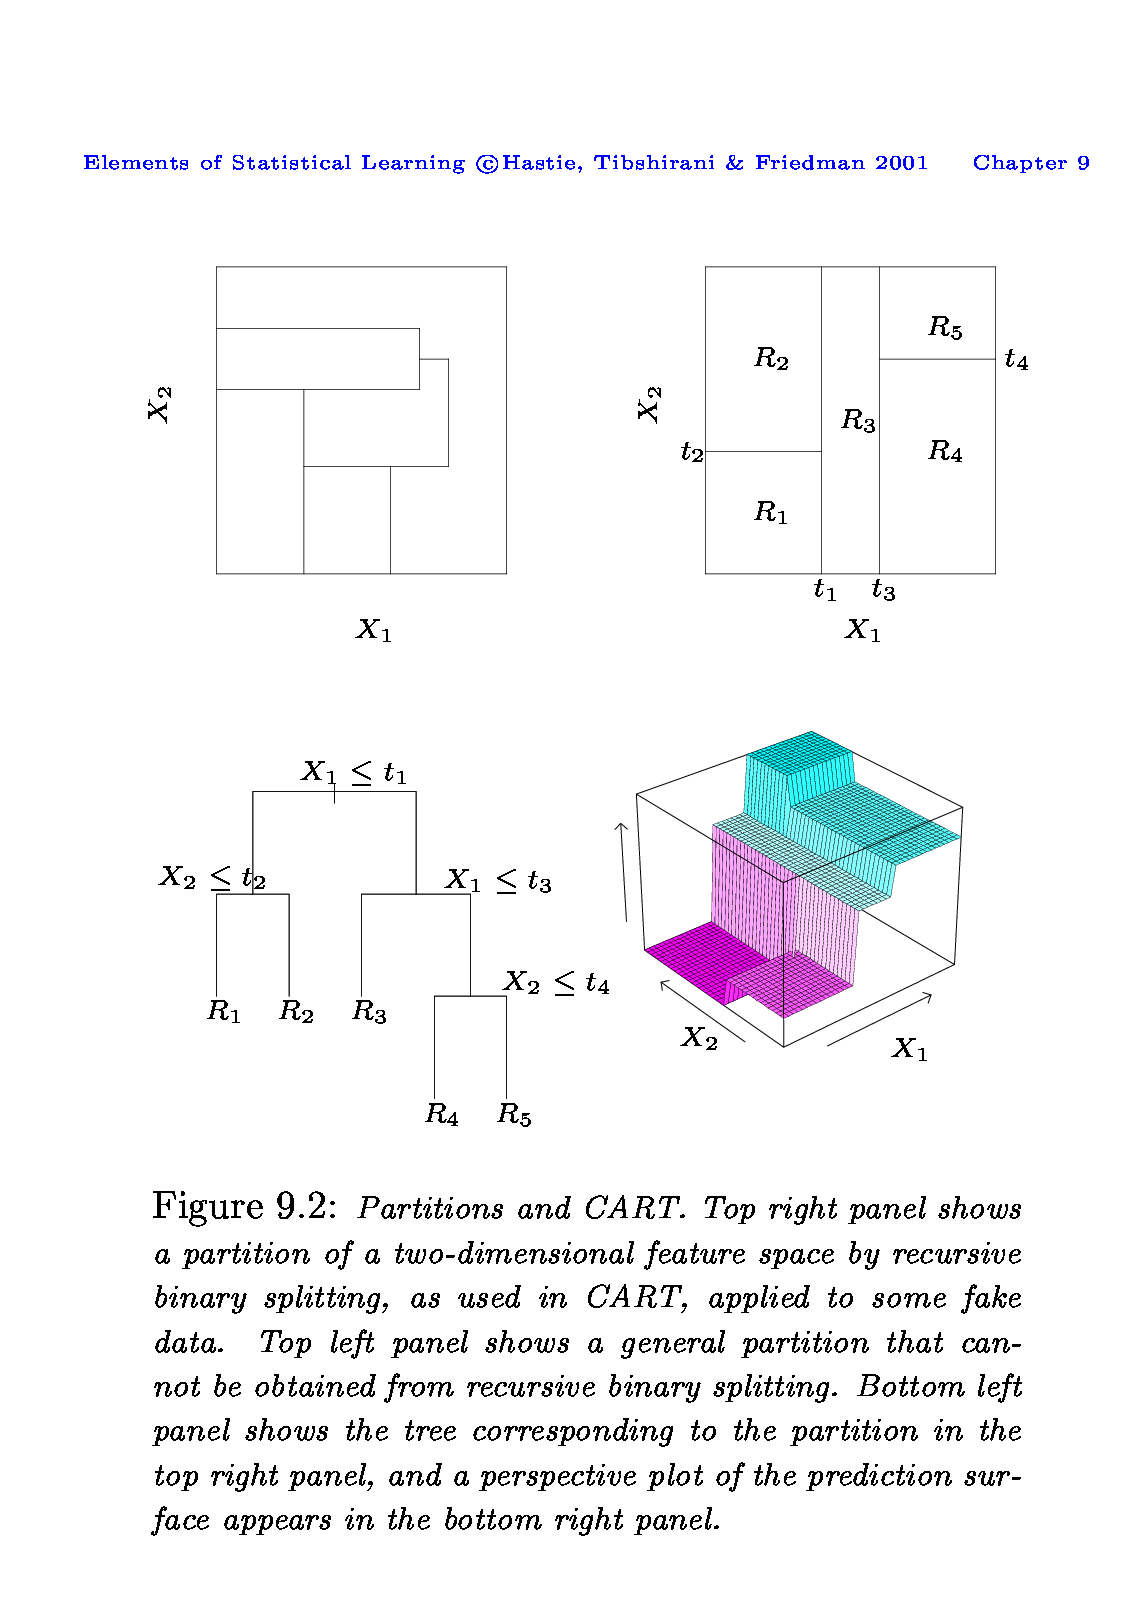 Elements of Statistical Learning ©Hastie, Tibshirani & Friedman 2001 Chapter 9
X2
X1
X2
R2
R5
t4
R3
R4
t2
R1
t1 t3
X1
X1 ≤ t1
X2 ≤ t2
X1 ≤ t3
X2 ≤ t4
R1 R2 R3
R4 R5
X2
X1
Figure 9.2: Partitions and CART. Top right panel shows
a partition of a two-dimensional feature space by recursive
binary splitting, as used in CART, applied to some fake
data. Top left panel shows a general partition that can-
not be obtained from recursive binary splitting. Bottom left
panel shows the tree corresponding to the partition in the
top right panel, and a perspective plot of the prediction sur-
face appears in the bottom right panel.